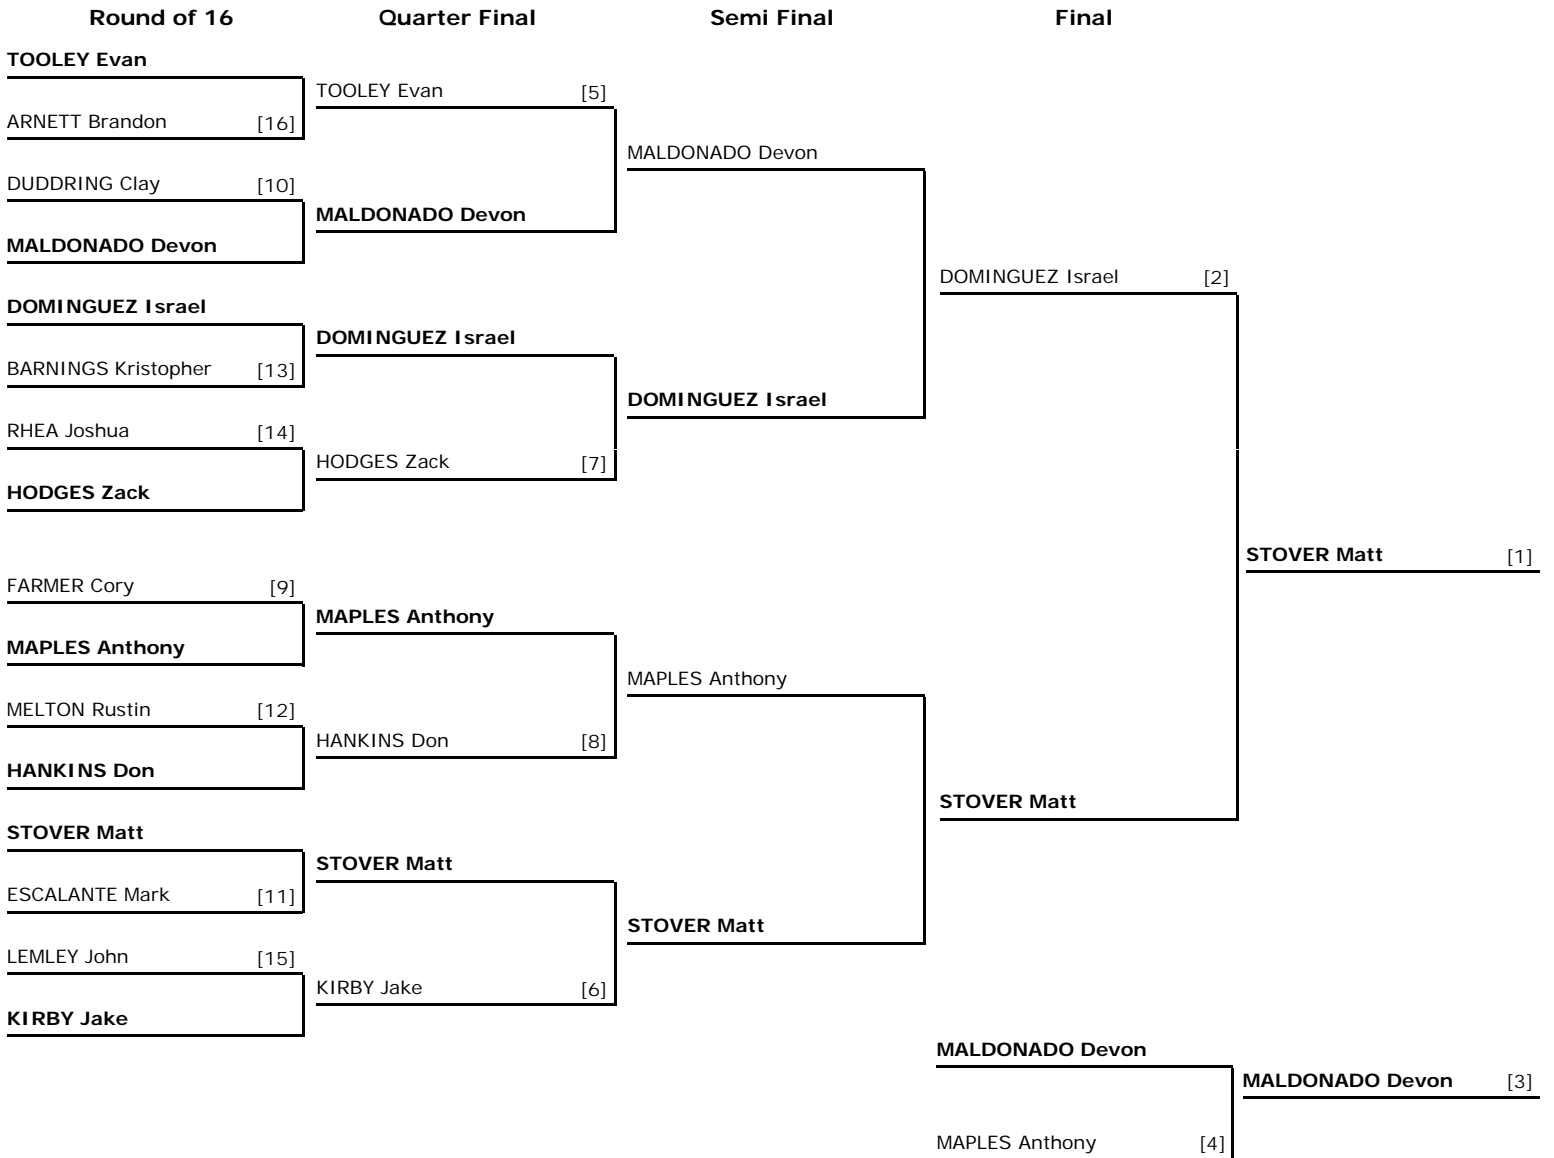 Round of 16
Quarter Final
Semi Final
Final
TOOLEY Evan
ARNETT Brandon [16]
DUDDRING Clay [10]
MALDONADO Devon
DOMINGUEZ Israel
BARNINGS Kristopher [13]
RHEA Joshua [14]
HODGES Zack
FARMER Cory [9]
MAPLES Anthony
MELTON Rustin [12]
HANKINS Don
STOVER Matt
ESCALANTE Mark [11]
LEMLEY John [15]
KIRBY Jake
TOOLEY Evan [5]
MALDONADO Devon
DOMINGUEZ Israel
HODGES Zack [7]
MAPLES Anthony
HANKINS Don [8]
STOVER Matt
KIRBY Jake [6]
MALDONADO Devon
DOMINGUEZ Israel
MAPLES Anthony
STOVER Matt
DOMINGUEZ Israel [2]
STOVER Matt
STOVER Matt [1]
MALDONADO Devon
MAPLES Anthony [4]
MALDONADO Devon [3]